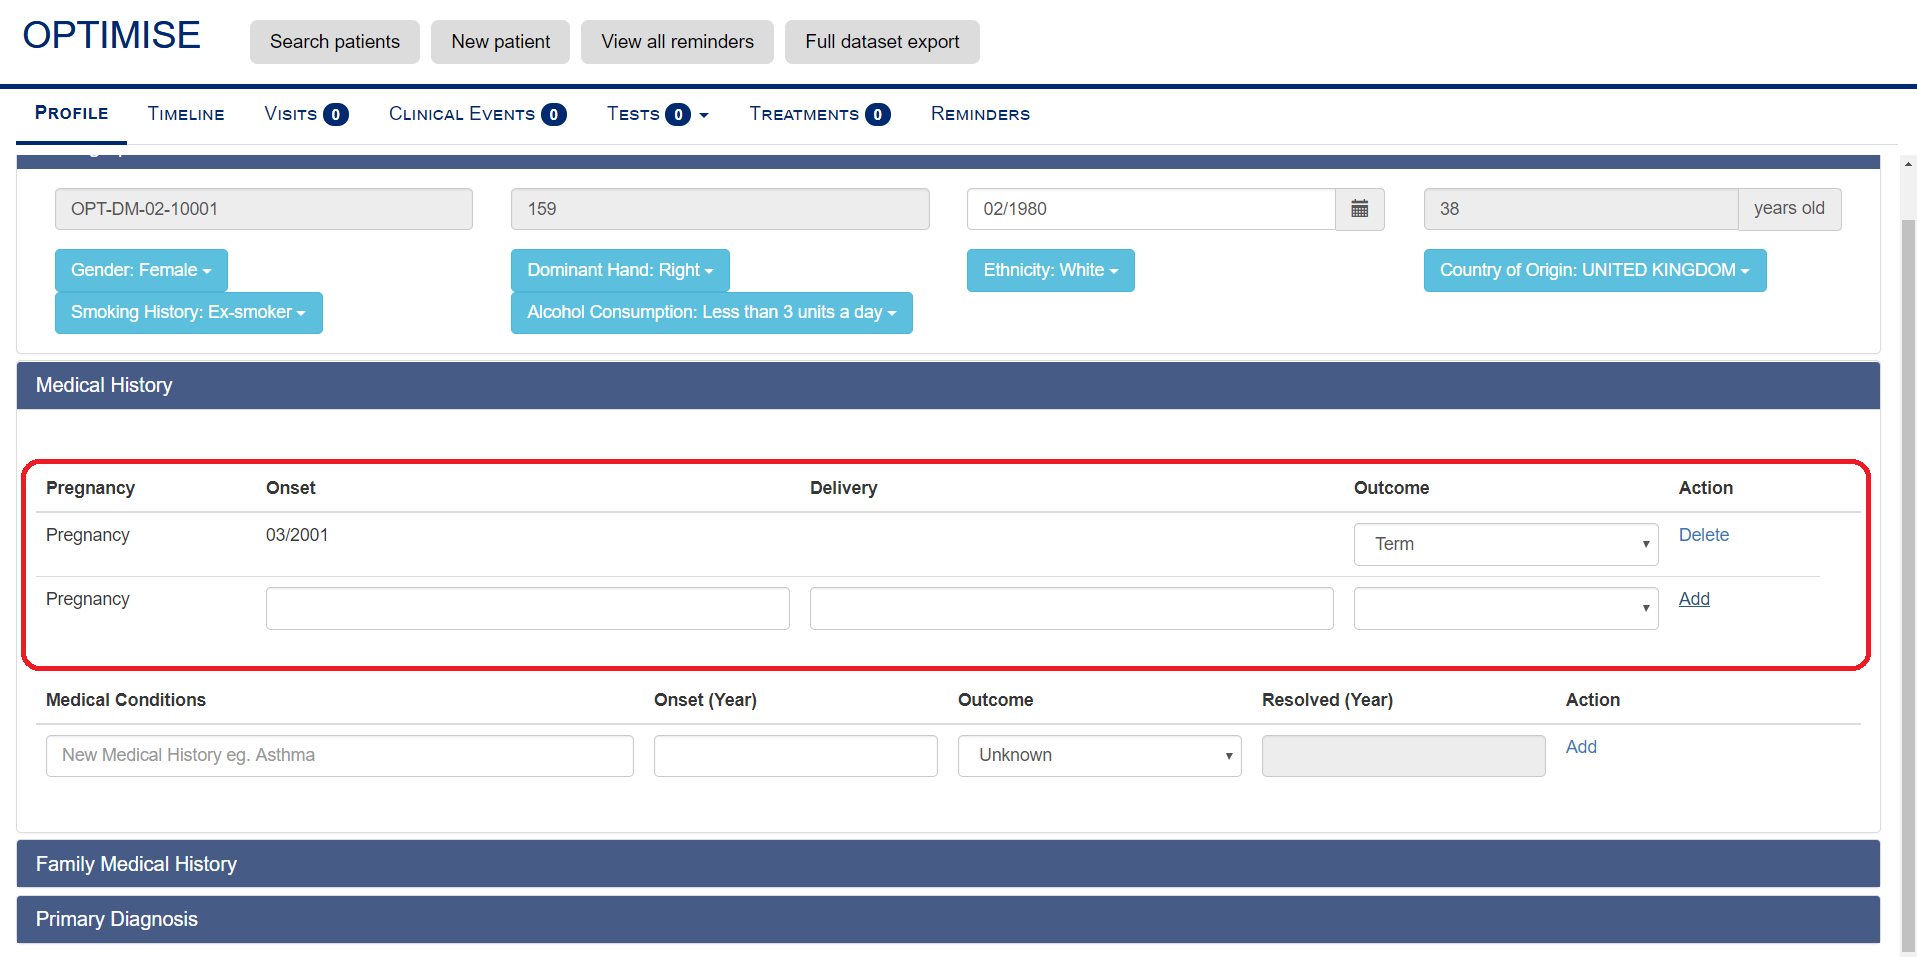 OPTIMISE
Search patients
New patient
View all reminders
Full dataset export
PROFILE
TIMELINE
VISITS 0
CLINICAL EVENTS 0
TESTS 0
TREATMENTS 0
REMINDERS
OPT-DM-02-10001
159
02/1980
38 years old
Gender: Female
Dominant Hand: Right
Ethnicity: White
Country of Origin: UNITED KINGDOM
Smoking History: Ex-smoker
Alcohol Consumption: Less than 3 units a day
Medical History
Pregnancy Onset Delivery Outcome Action
Pregnancy 03/2001 Term Delete
Pregnancy Add
Medical Conditions Onset (Year) Outcome Resolved (Year) Action
New Medical History eg. Asthma Unknown Add
Family Medical History
Primary Diagnosis